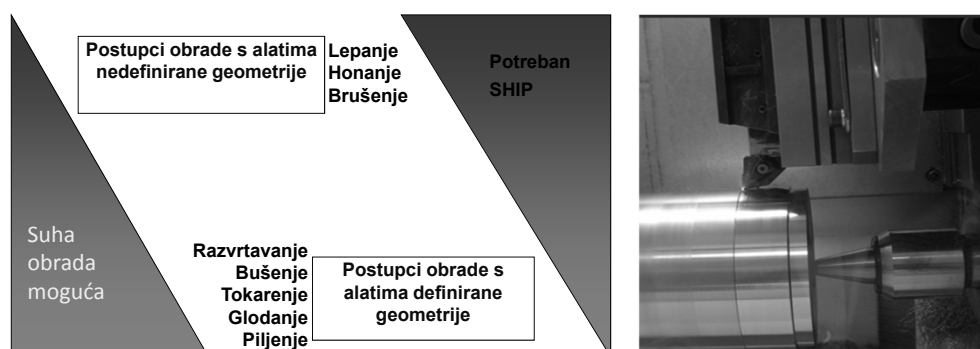 Postupci obrade s alatima
nedefinirane geometrije
Lepanje
Honanje
Brušenje
Potreban
SHIP
Suha
obrada
moguća
Razvrtavanje
Bušenje
Tokarenje
Glodanje
Piljenje
Postupci obrade s
alatima definirane
geometrije